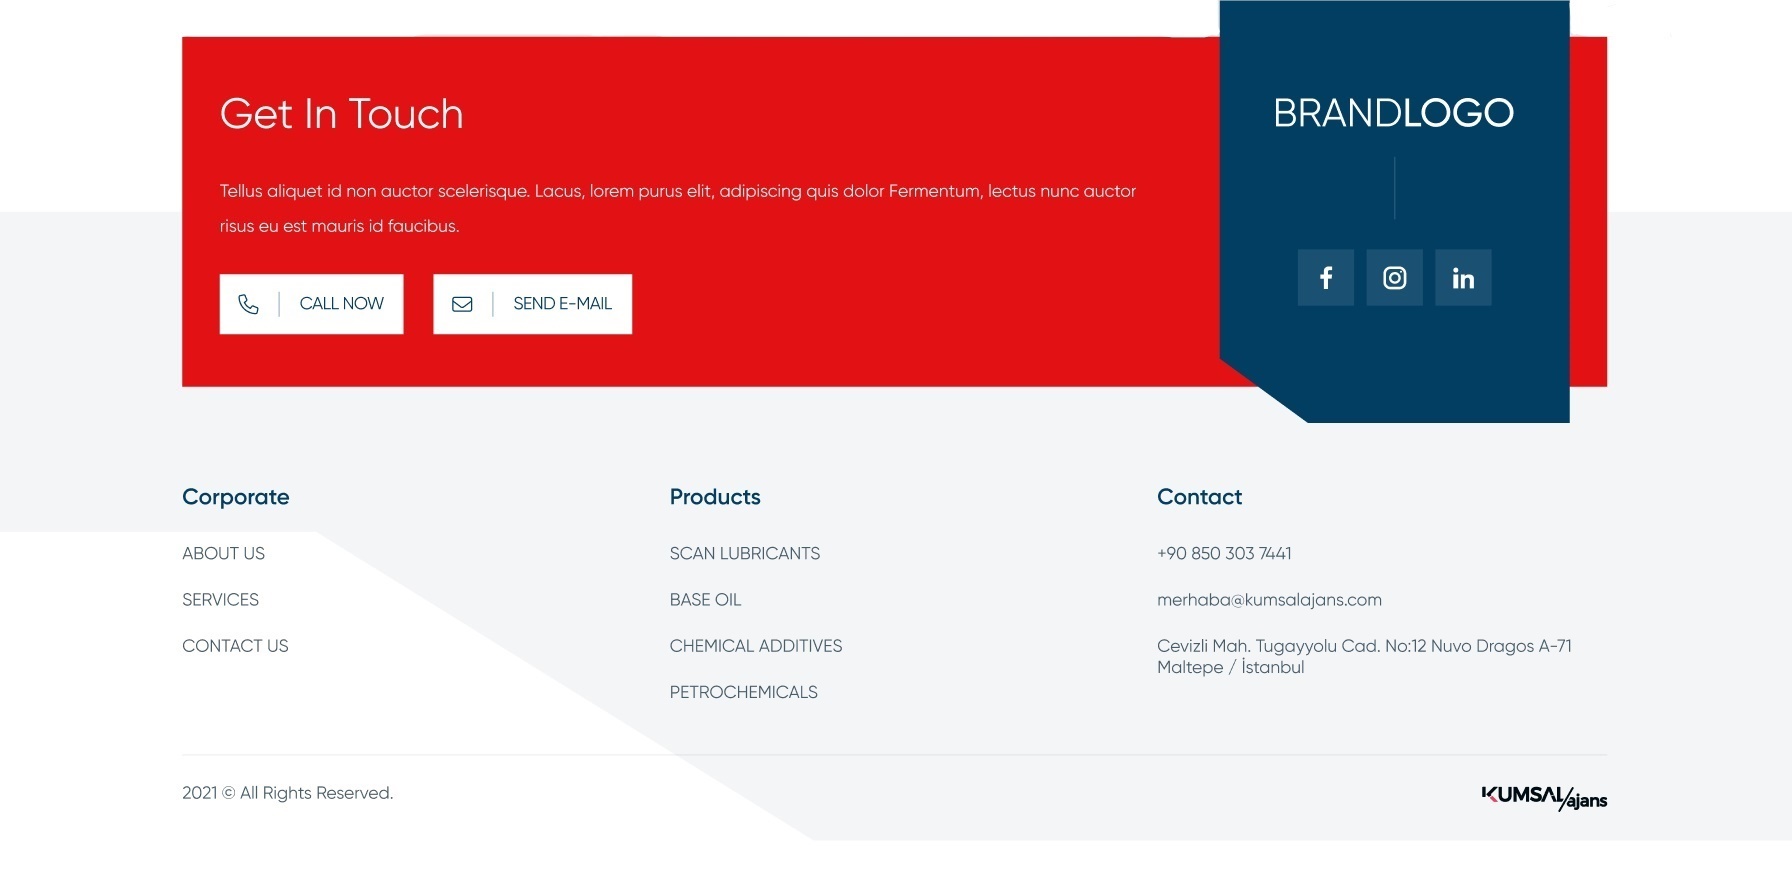 Get In Touch
Tellus aliquet id non auctor scelerisque. Lacus, lorem purus elit, adipiscing quis dolor Fermentum, lectus nunc auctor
risus eu est mauris id faucibus.
CALL NOW
SEND E-MAIL
BRANDLOGO
Corporate
ABOUT US
SERVICES
CONTACT US
Products
SCAN LUBRICANTS
BASE OIL
CHEMICAL ADDITIVES
PETROCHEMICALS
Contact
+90 850 303 7441
merhaba@kumsalajans.com
Cevizli Mah. Tugayyolu Cad. No:12 Nuvo Dragos A-71
Maltepe / İstanbul
2021 © All Rights Reserved.
KUMSAL/ajans